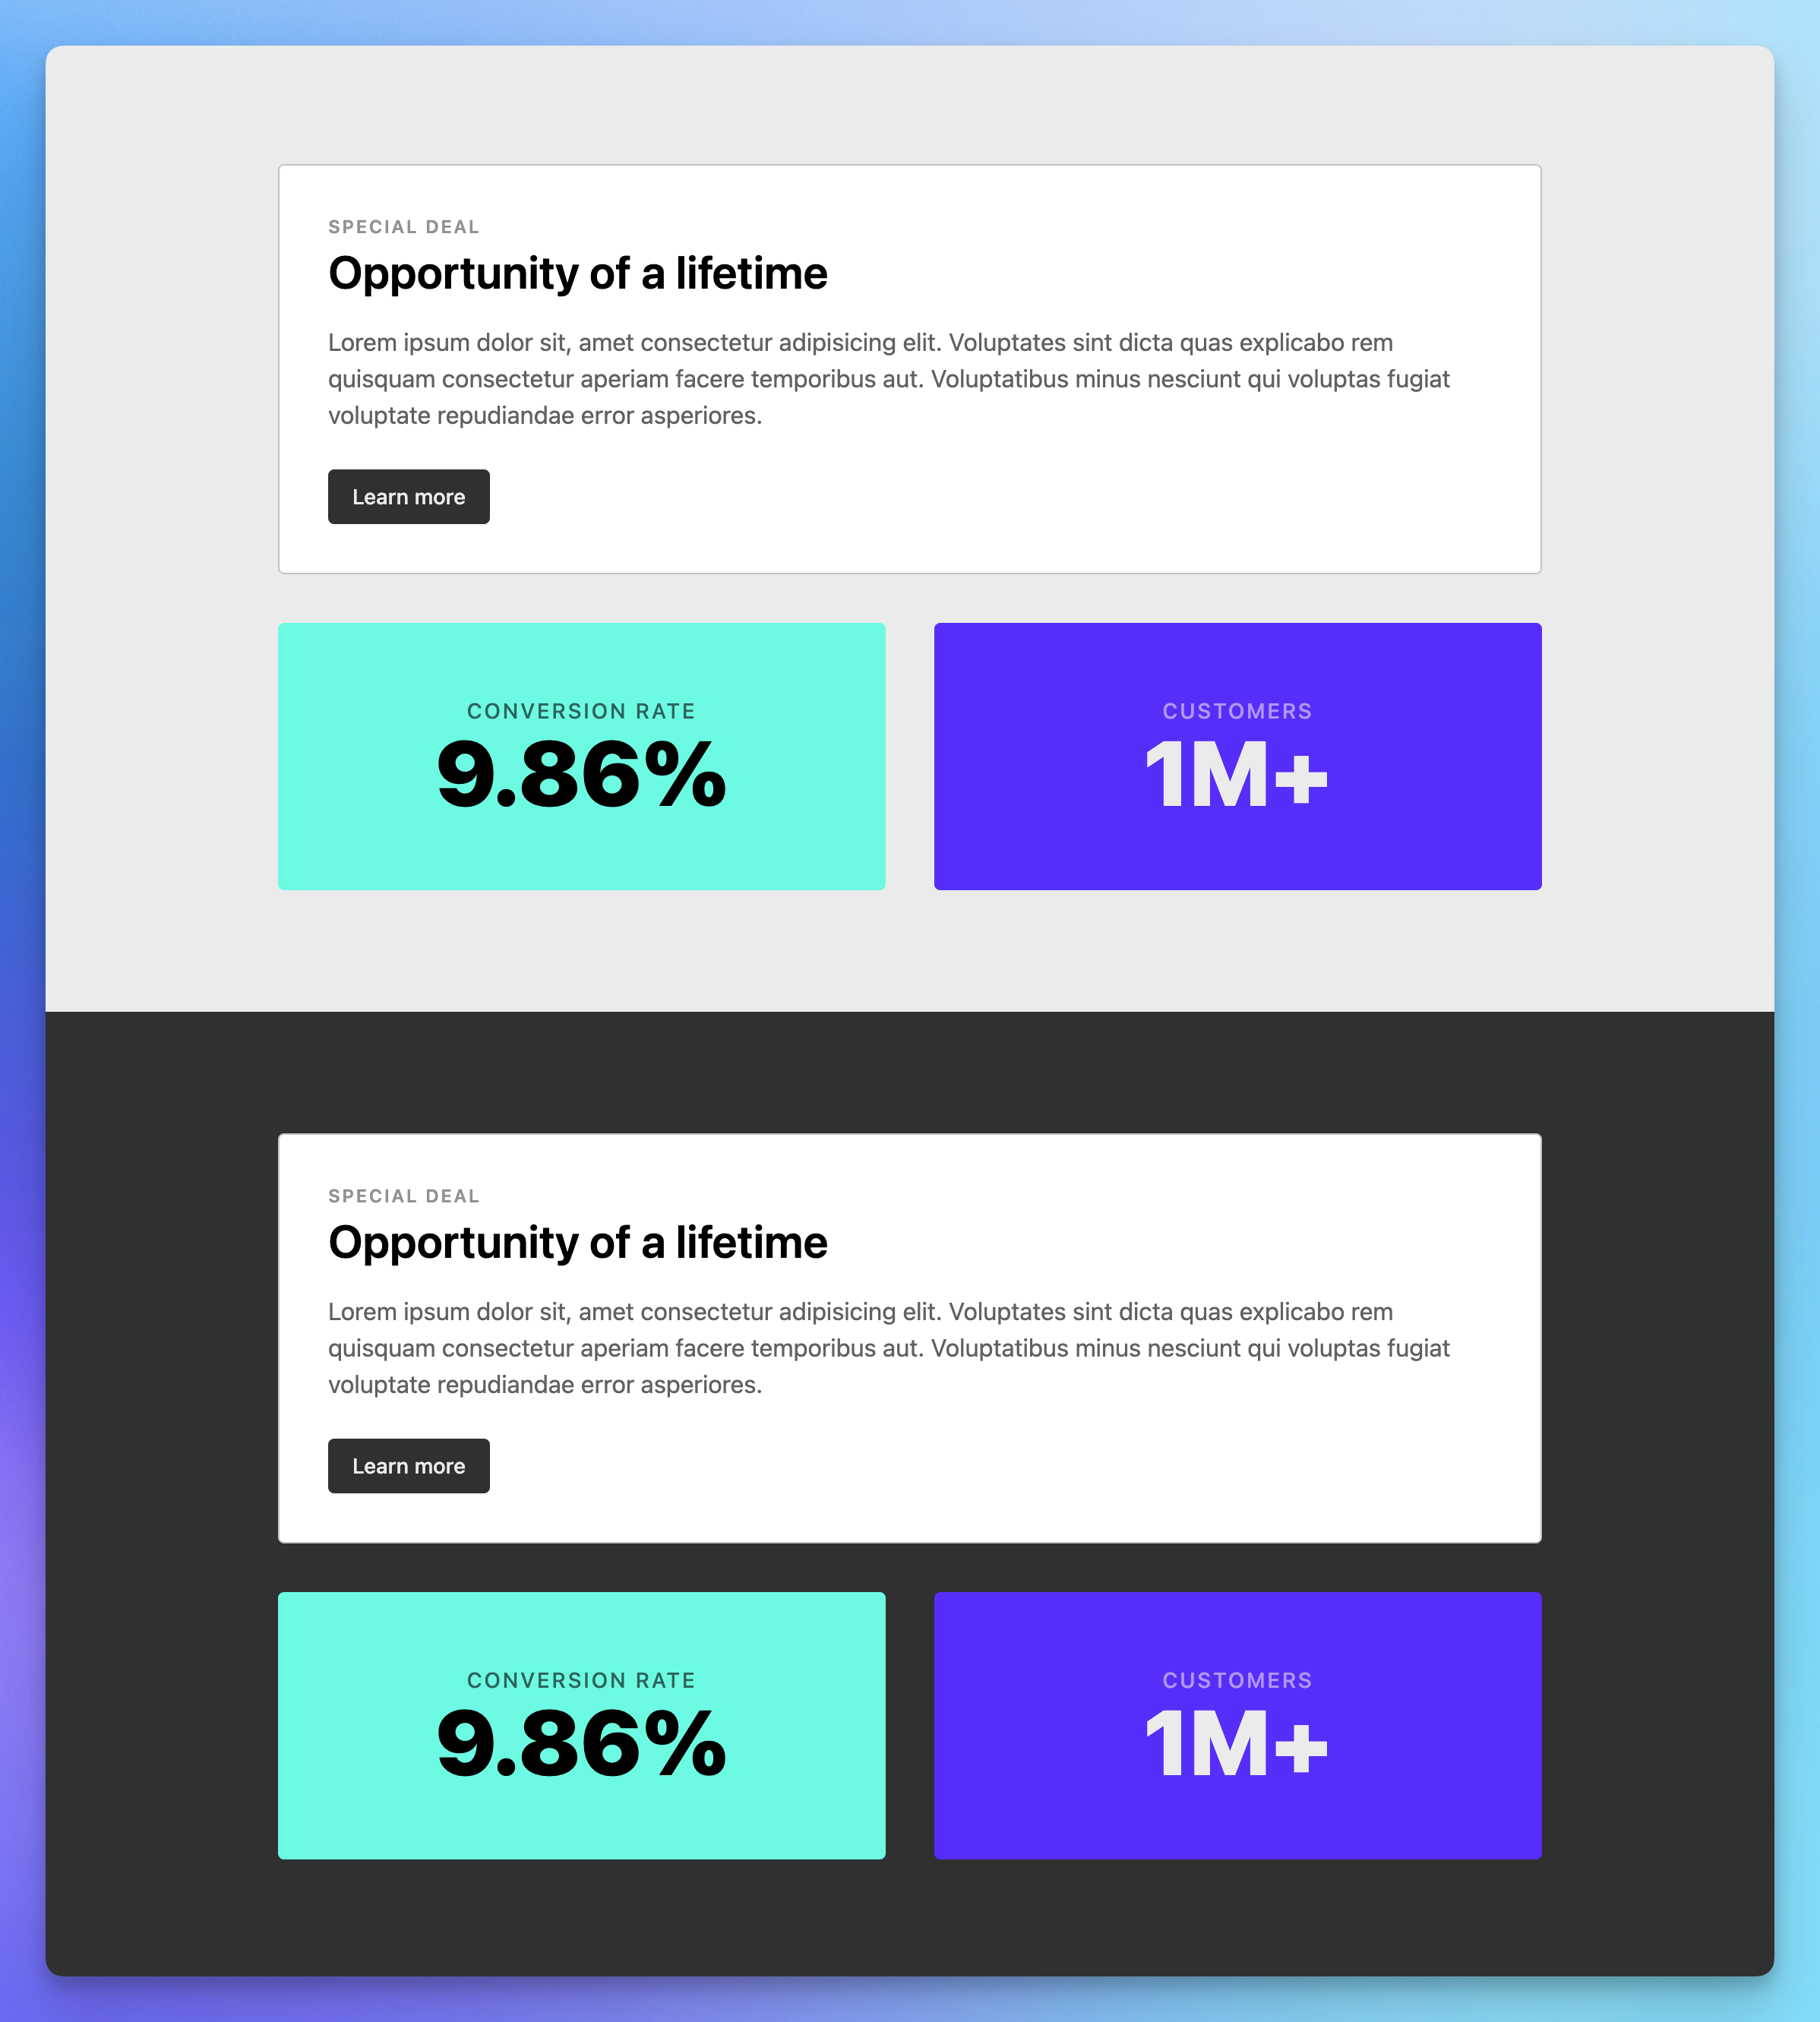 SPECIAL DEAL
Opportunity of a lifetime
Lorem ipsum dolor sit, amet consectetur adipisicing elit. Voluptates sint dicta quas explicabo rem
quisquam consectetur aperiam facere temporibus aut. Voluptatibus minus nesciunt qui voluptas fugiat
voluptate repudiandae error asperiores.
Learn more
CONVERSION RATE
9.86%
CUSTOMERS
1M+
SPECIAL DEAL
Opportunity of a lifetime
Lorem ipsum dolor sit, amet consectetur adipisicing elit. Voluptates sint dicta quas explicabo rem
quisquam consectetur aperiam facere temporibus aut. Voluptatibus minus nesciunt qui voluptas fugiat
voluptate repudiandae error asperiores.
Learn more
CONVERSION RATE
9.86%
CUSTOMERS
1M+